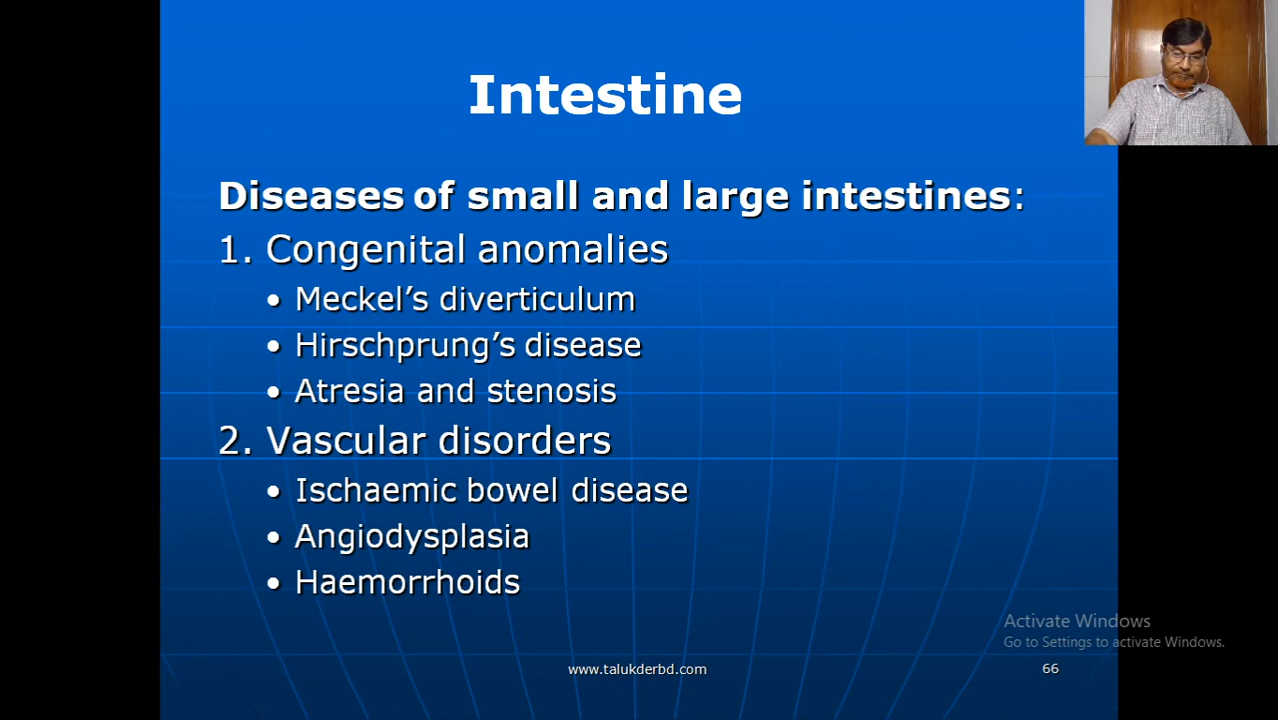 Intestine
Diseases of small and large intestines:
1. Congenital anomalies
• Meckel’s diverticulum
• Hirschprung’s disease
• Atresia and stenosis
2. Vascular disorders
• Ischaemic bowel disease
• Angiodysplasia
• Haemorrhoids
Activate Windows
Go to Settings to activate Windows.
www.talukderbd.com
66